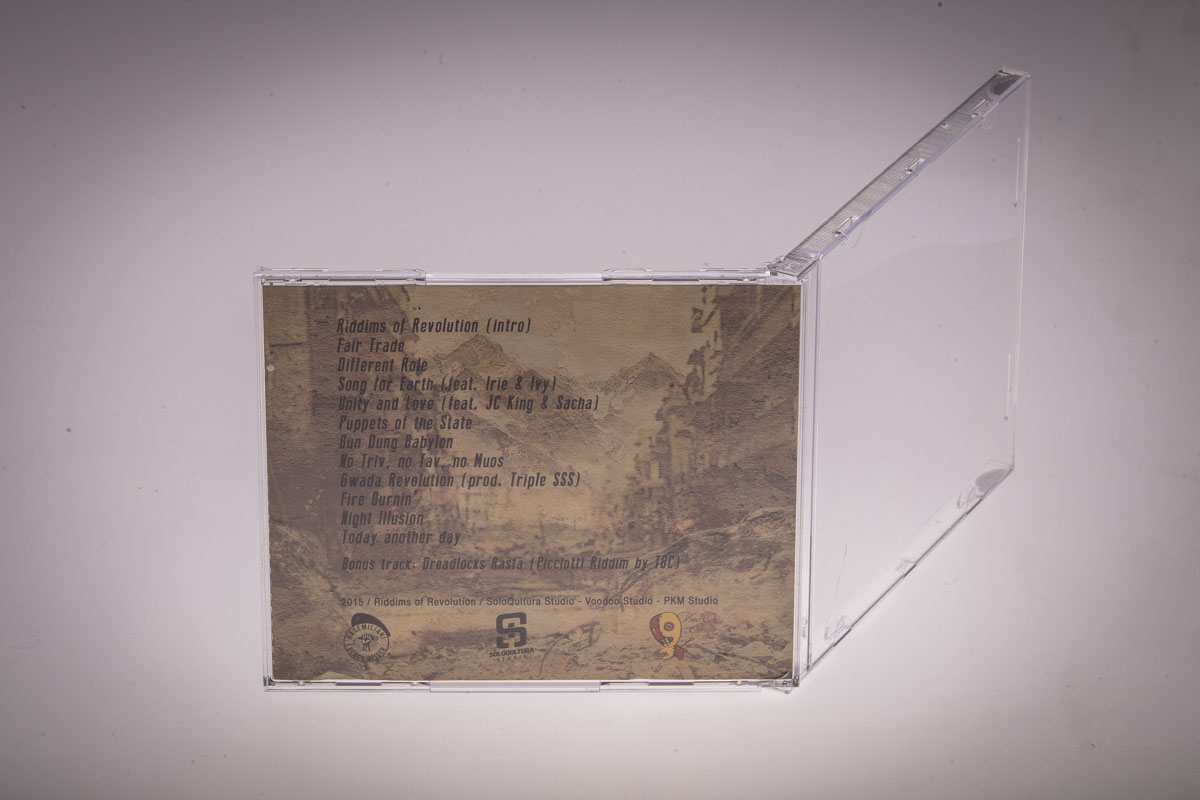 Riddims of Revolution (intro)
Fair Trade
Different Role
Song for Earth (feat. Irie & Ivy)
Unity and Love (feat. JC King & Sacha)
Puppets of the State
Bun Dung Babylon
No Triv, no Tav, no Muos
Gwada Revolution (prod. Triple SSS)
Fire Burnin'
Night Illusion
Today another day
Bonus track: Dreadlocks Rasta (Picciotti Riddim by TBC)
2015 / Riddims of Revolution / SoloQultura Studio - Voodoo Studio - PKM Studio
SOLOQULTURA
STUDIO